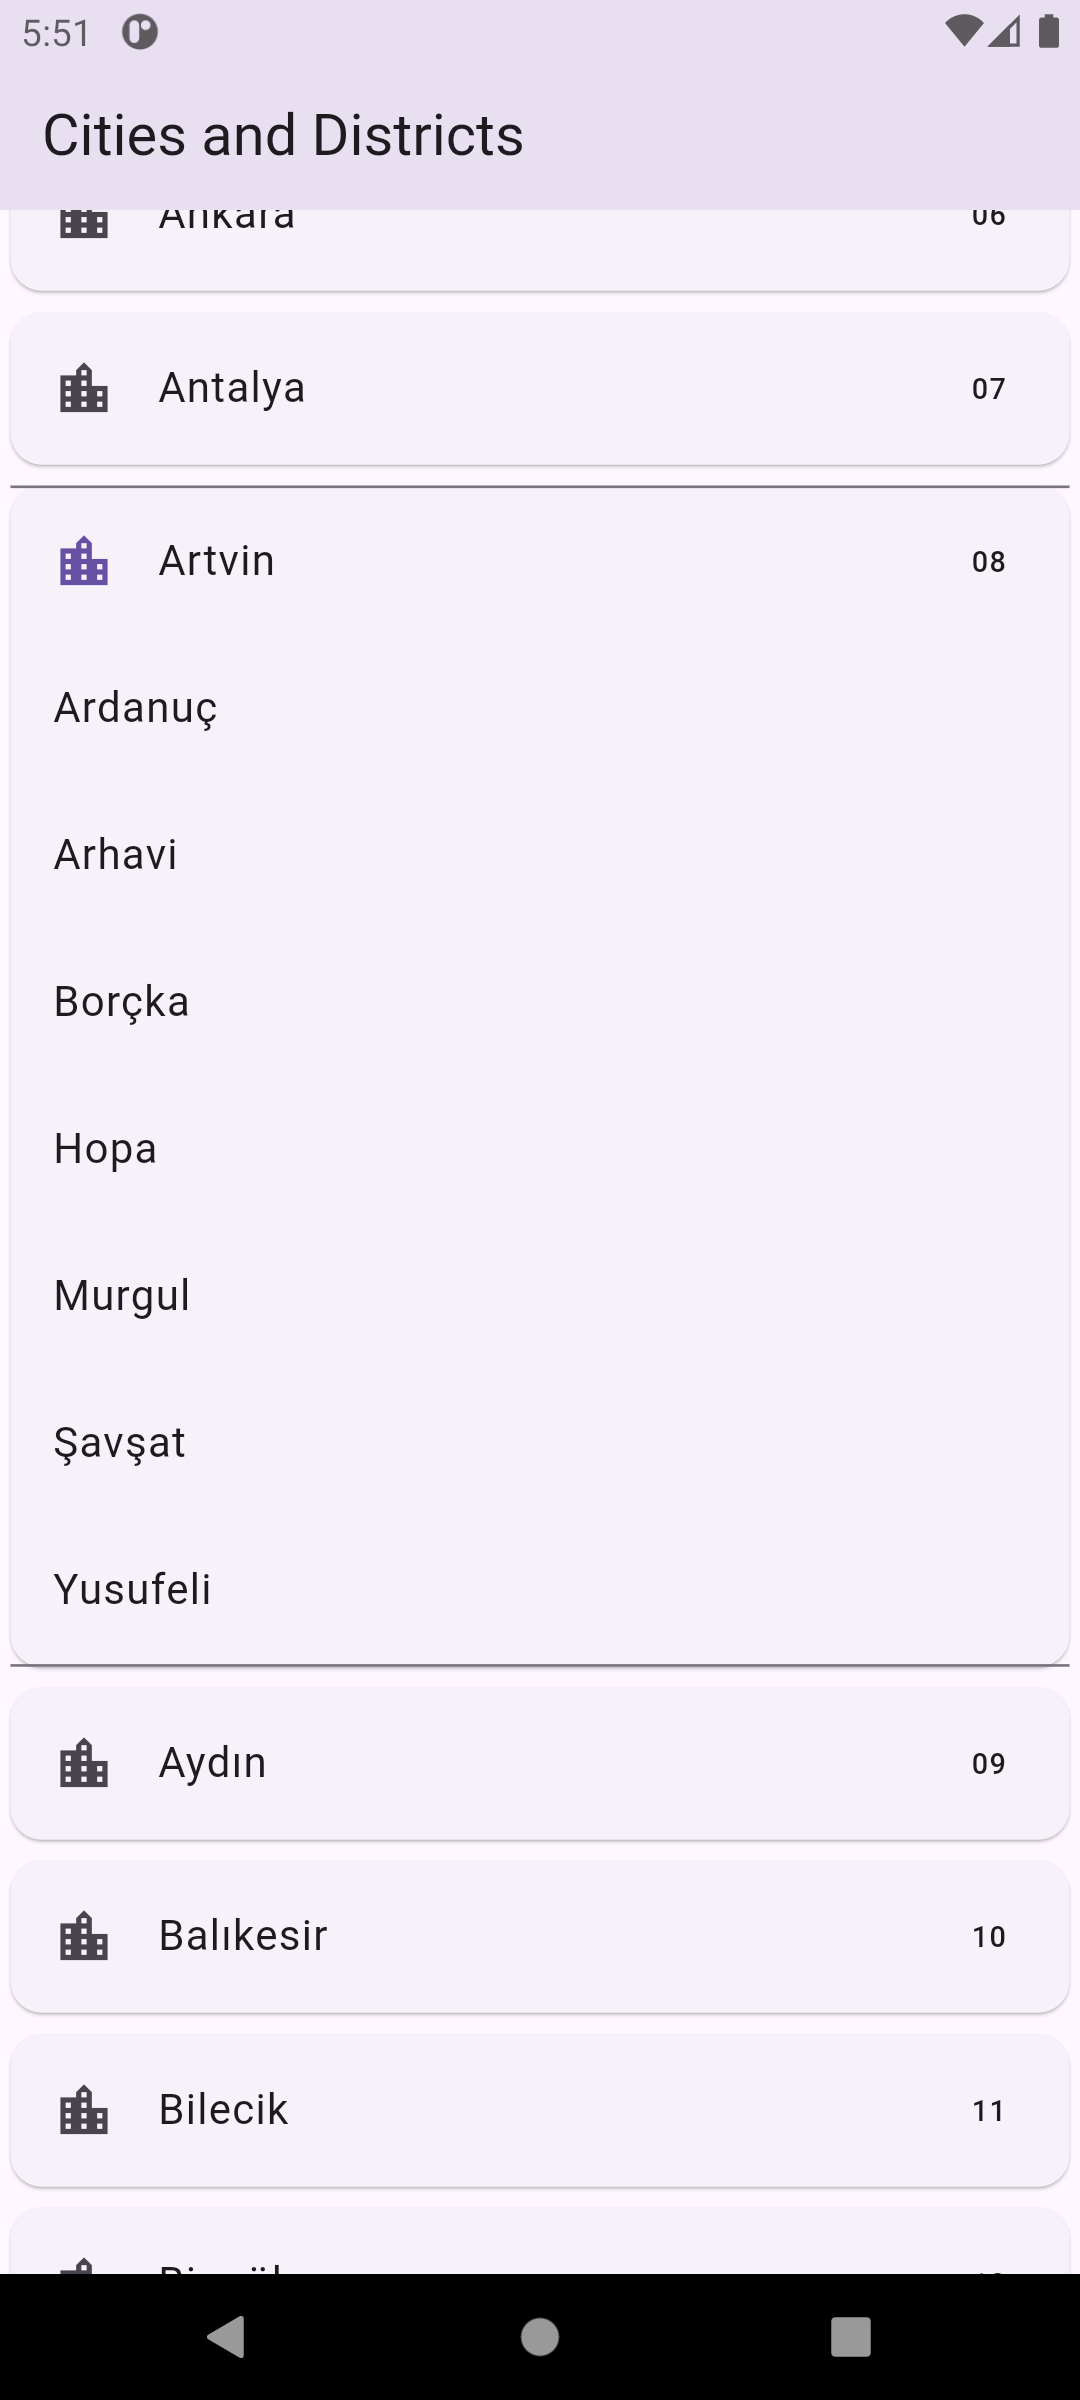 5:51
Cities and Districts
Ankara 06
Antalya 07
Artvin 08
Ardanuç
Arhavi
Borçka
Hopa
Murgul
Şavşat
Yusufeli
Aydın 09
Balıkesir 10
Bilecik 11